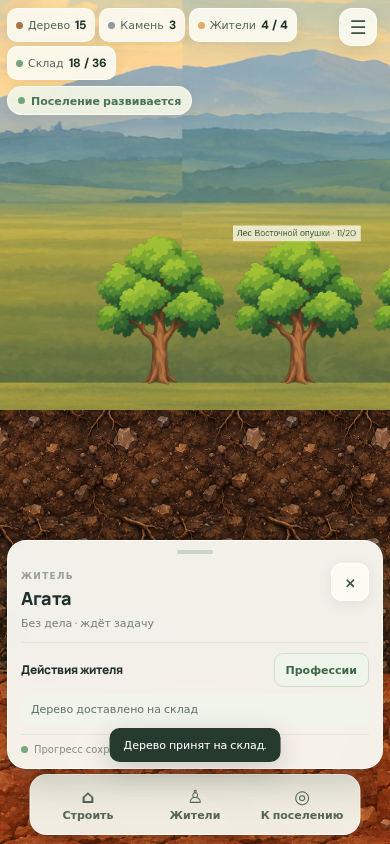 Дерево 15
Камень 3
Жители 4 / 4
☰
Склад 18 / 36
Поселение развивается
Лес Восточной опушки · 11/20
ЖИТЕЛЬ
Агата
×
Без дела · ждёт задачу
Действия жителя
Профессии
Дерево доставлено на склад
Прогресс сохр
Дерево принят на склад.
Строить
Жители
К поселению